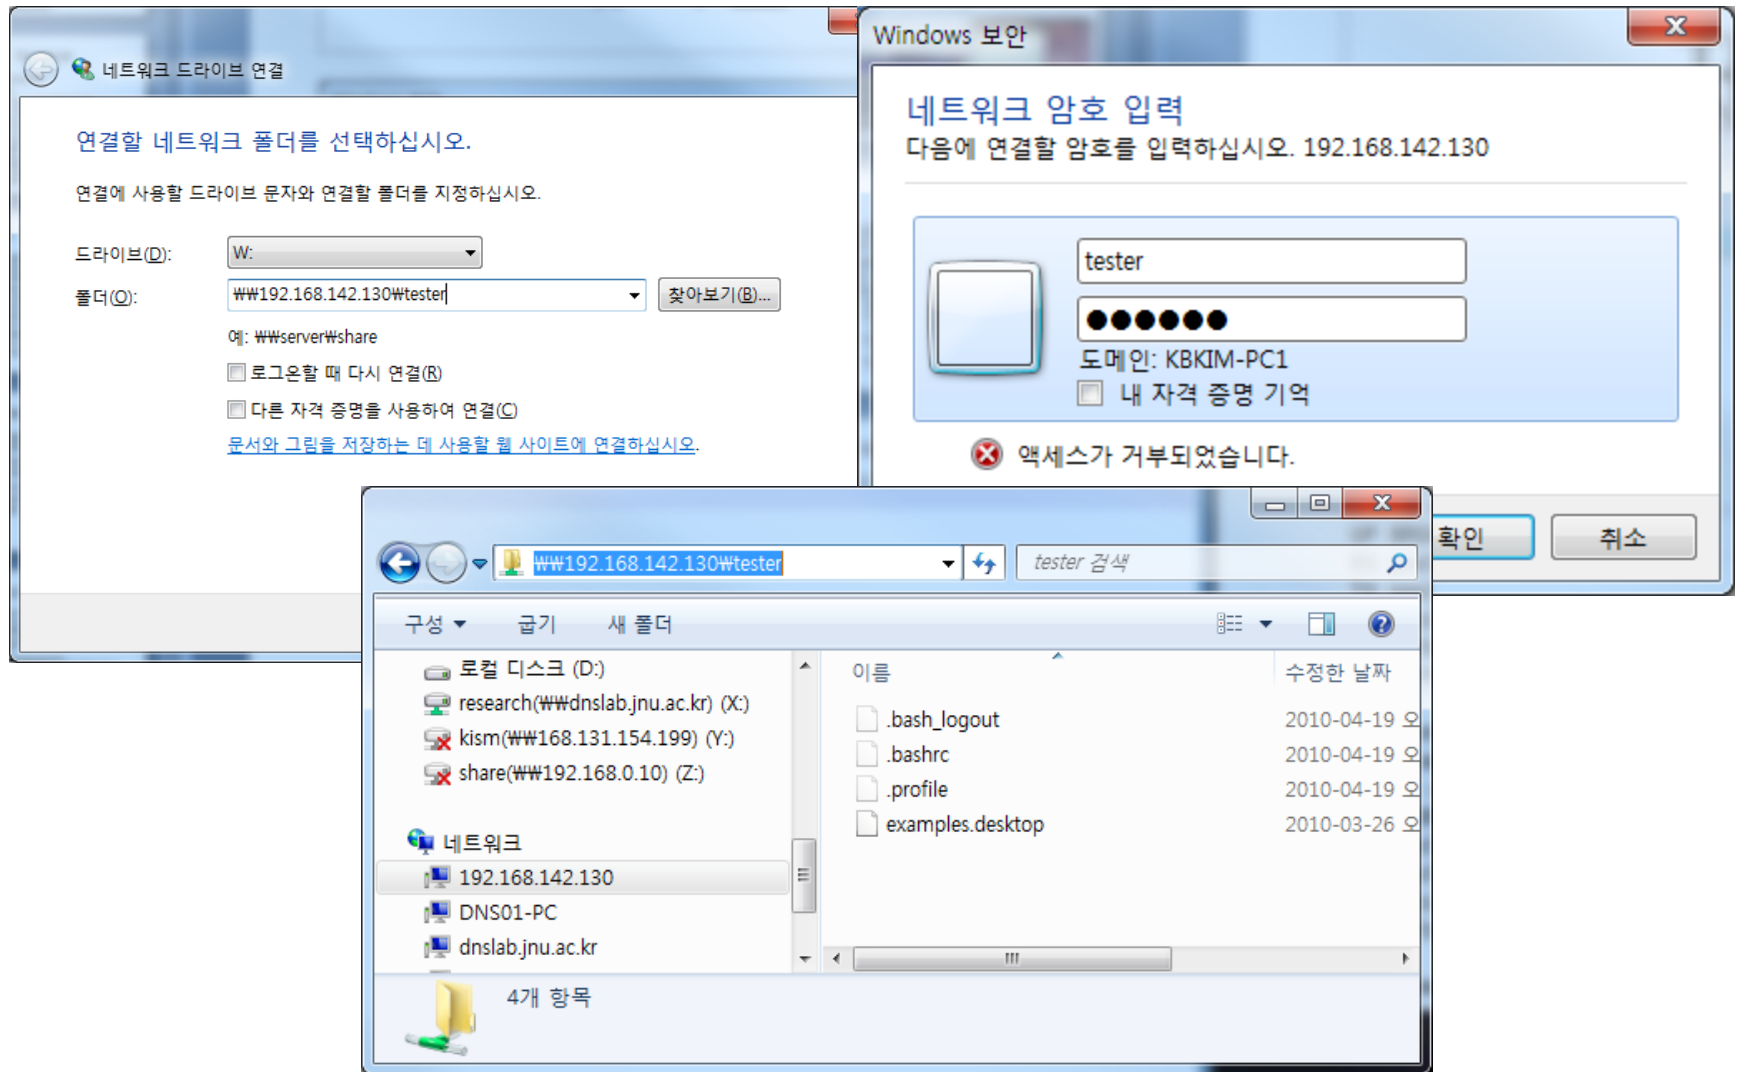 네트워크 드라이브 연결
연결할 네트워크 폴더를 선택하십시오.
연결에 사용할 드라이브 문자와 연결할 폴더를 지정하십시오.
드라이브(D):
W:
폴더(O):
₩₩192.168.142.130₩tester
찾아보기(B)...
예: ₩₩server₩share
로그온할 때 다시 연결(R)
다른 자격 증명을 사용하여 연결(C)
문서와 그림을 저장하는 데 사용할 웹 사이트에 연결하십시오.
Windows 보안
네트워크 암호 입력
다음에 연결할 암호를 입력하십시오. 192.168.142.130
tester
●●●●●●
도메인: KBKIM-PC1
내 자격 증명 기억
액세스가 거부되었습니다.
확인
취소
₩₩192.168.142.130₩tester
tester 검색
구성
굽기
새 폴더
로컬 디스크 (D:)
research(₩₩dnslab.jnu.ac.kr) (X:)
kism(₩₩168.131.154.199) (Y:)
share(₩₩192.168.0.10) (Z:)
네트워크
192.168.142.130
DNS01-PC
dnslab.jnu.ac.kr
이름
수정한 날짜
.bash_logout
2010-04-19 오
.bashrc
2010-04-19 오
.profile
2010-04-19 오
examples.desktop
2010-03-26 오
4개 항목